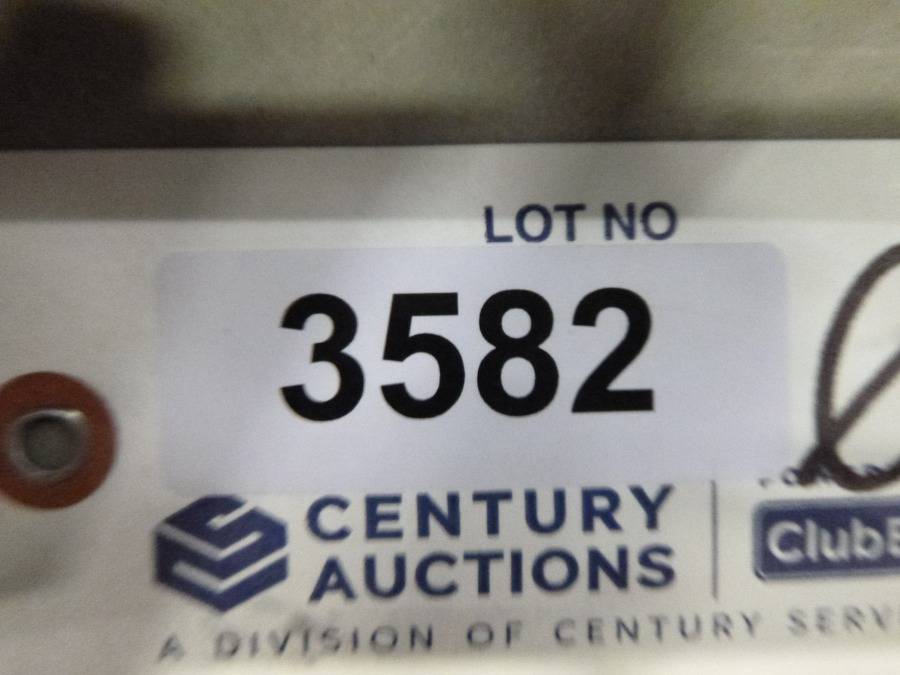 LOT NO
3582
CENTURY
AUCTIONS
A DIVISION OF CENTURY